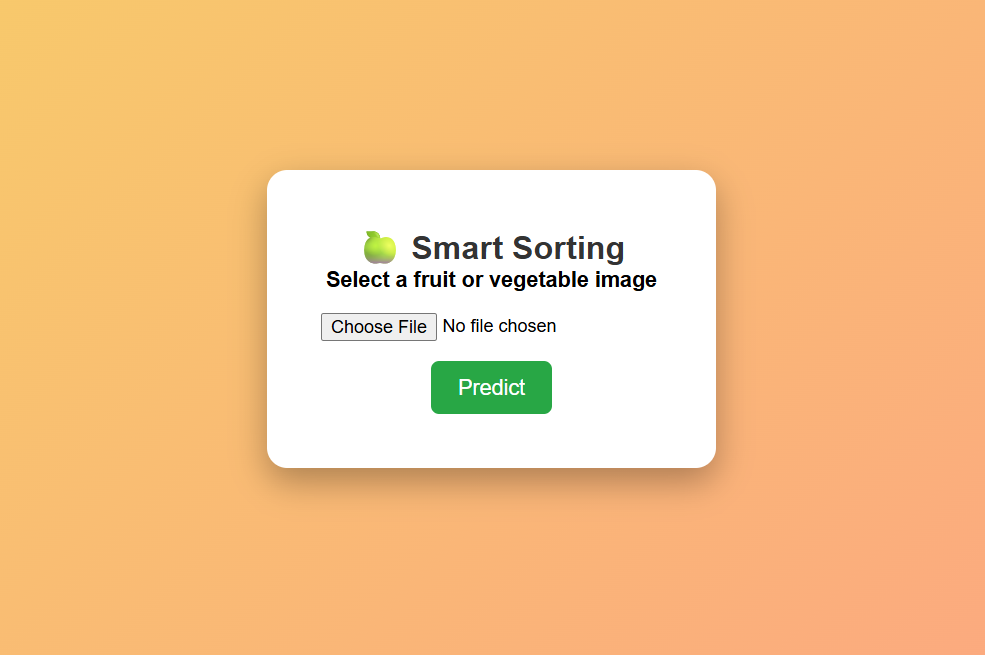 Smart Sorting
Select a fruit or vegetable image
Choose File No file chosen
Predict